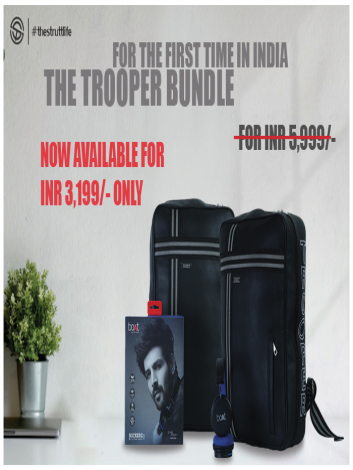 #thestruttlife
FOR THE FIRST TIME IN INDIA
THE TROOPER BUNDLE
FOR INR 5,999/-
NOW AVAILABLE FOR
INR 3,199/- ONLY
boAt
boAt